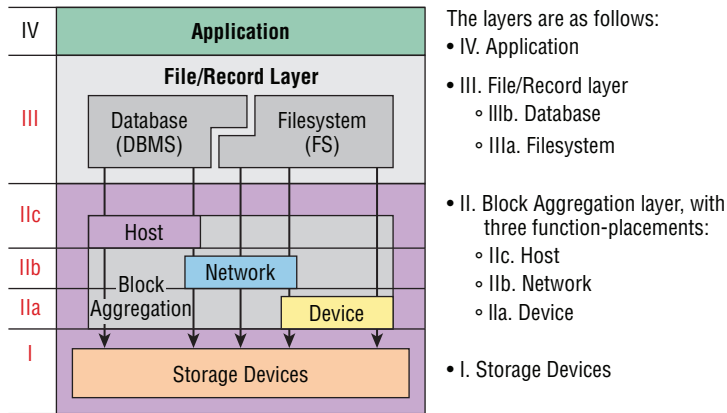 IV
Application
File/Record Layer
III
Database
(DBMS)
Filesystem
(FS)
IIc
Host
IIb
Network
Block
Aggregation
IIa
Device
I
Storage Devices
The layers are as follows:
• IV. Application
• III. File/Record layer
∘ IIIb. Database
∘ IIIa. Filesystem
• II. Block Aggregation layer, with
three function-placements:
∘ IIc. Host
∘ IIb. Network
∘ IIa. Device
• I. Storage Devices